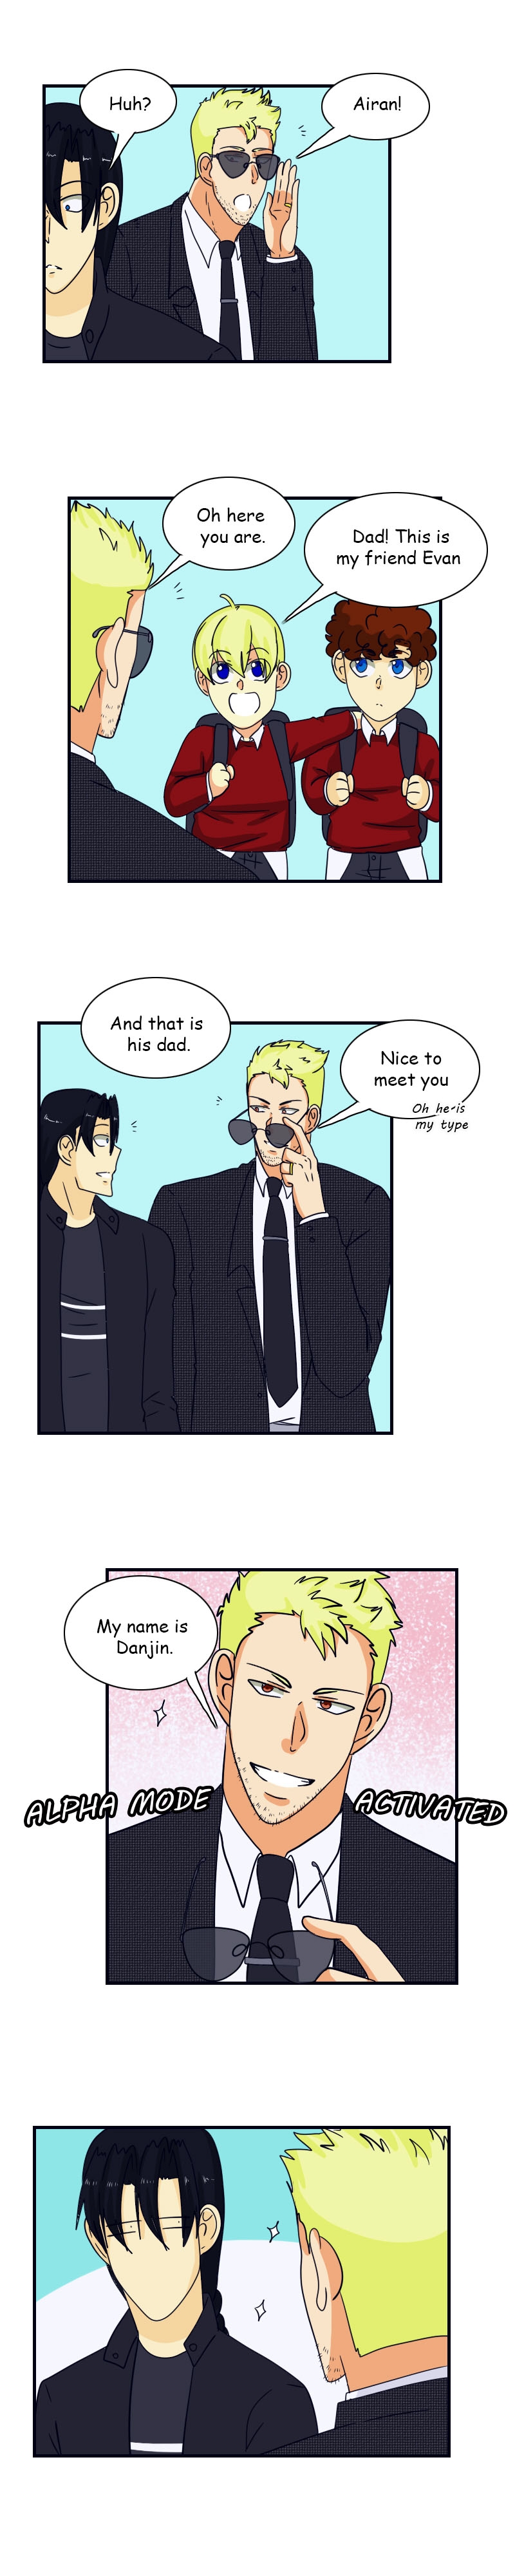 Huh?
Airan!
Oh here
you are.
Dad! This is
my friend Evan
And that is
his dad.
Nice to
meet you
Oh he is
my type
My name is
Danjin.
ALPHA MODE ACTIVATED